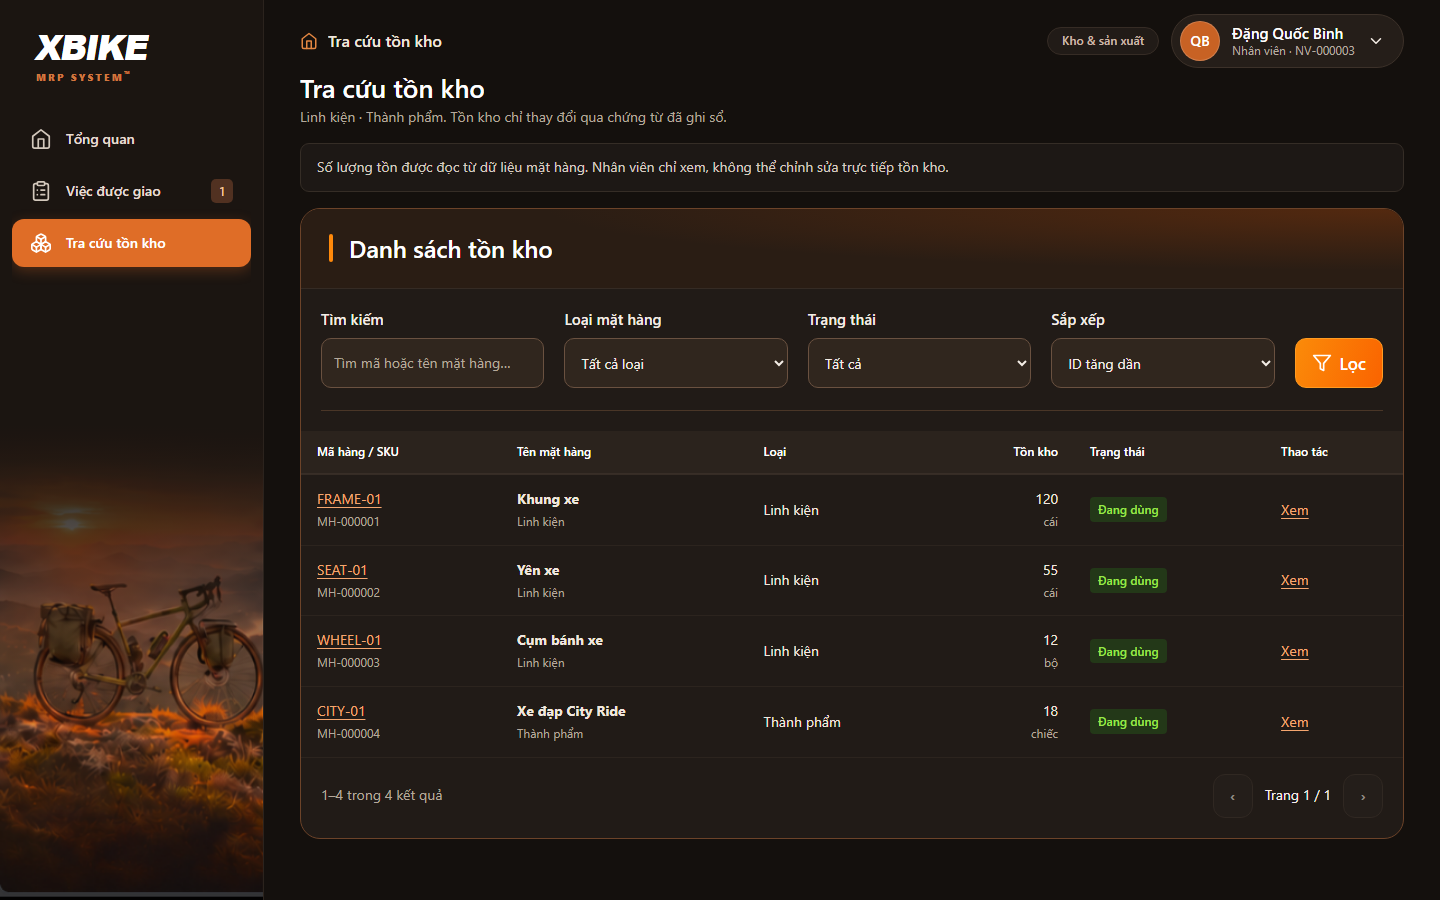 XBIKE
MRP SYSTEM™
Tổng quan
Việc được giao
1
Tra cứu tồn kho
Tra cứu tồn kho
Kho & sản xuất
QB
Đặng Quốc Bình
Nhân viên · NV-000003
Tra cứu tồn kho
Linh kiện · Thành phẩm. Tồn kho chỉ thay đổi qua chứng từ đã ghi sổ.
Số lượng tồn được đọc từ dữ liệu mặt hàng. Nhân viên chỉ xem, không thể chỉnh sửa trực tiếp tồn kho.
Danh sách tồn kho
Tìm kiếm
Loại mặt hàng
Trạng thái
Sắp xếp
Tìm mã hoặc tên mặt hàng...
Tất cả loại
Tất cả
ID tăng dần
Lọc
Mã hàng / SKU
Tên mặt hàng
Loại
Tồn kho
Trạng thái
Thao tác
FRAME-01
MH-000001
Khung xe
Linh kiện
Linh kiện
120
cái
Đang dùng
Xem
SEAT-01
MH-000002
Yên xe
Linh kiện
Linh kiện
55
cái
Đang dùng
Xem
WHEEL-01
MH-000003
Cụm bánh xe
Linh kiện
Linh kiện
12
bộ
Đang dùng
Xem
CITY-01
MH-000004
Xe đạp City Ride
Thành phẩm
Thành phẩm
18
chiếc
Đang dùng
Xem
1–4 trong 4 kết quả
‹
Trang 1 / 1
›